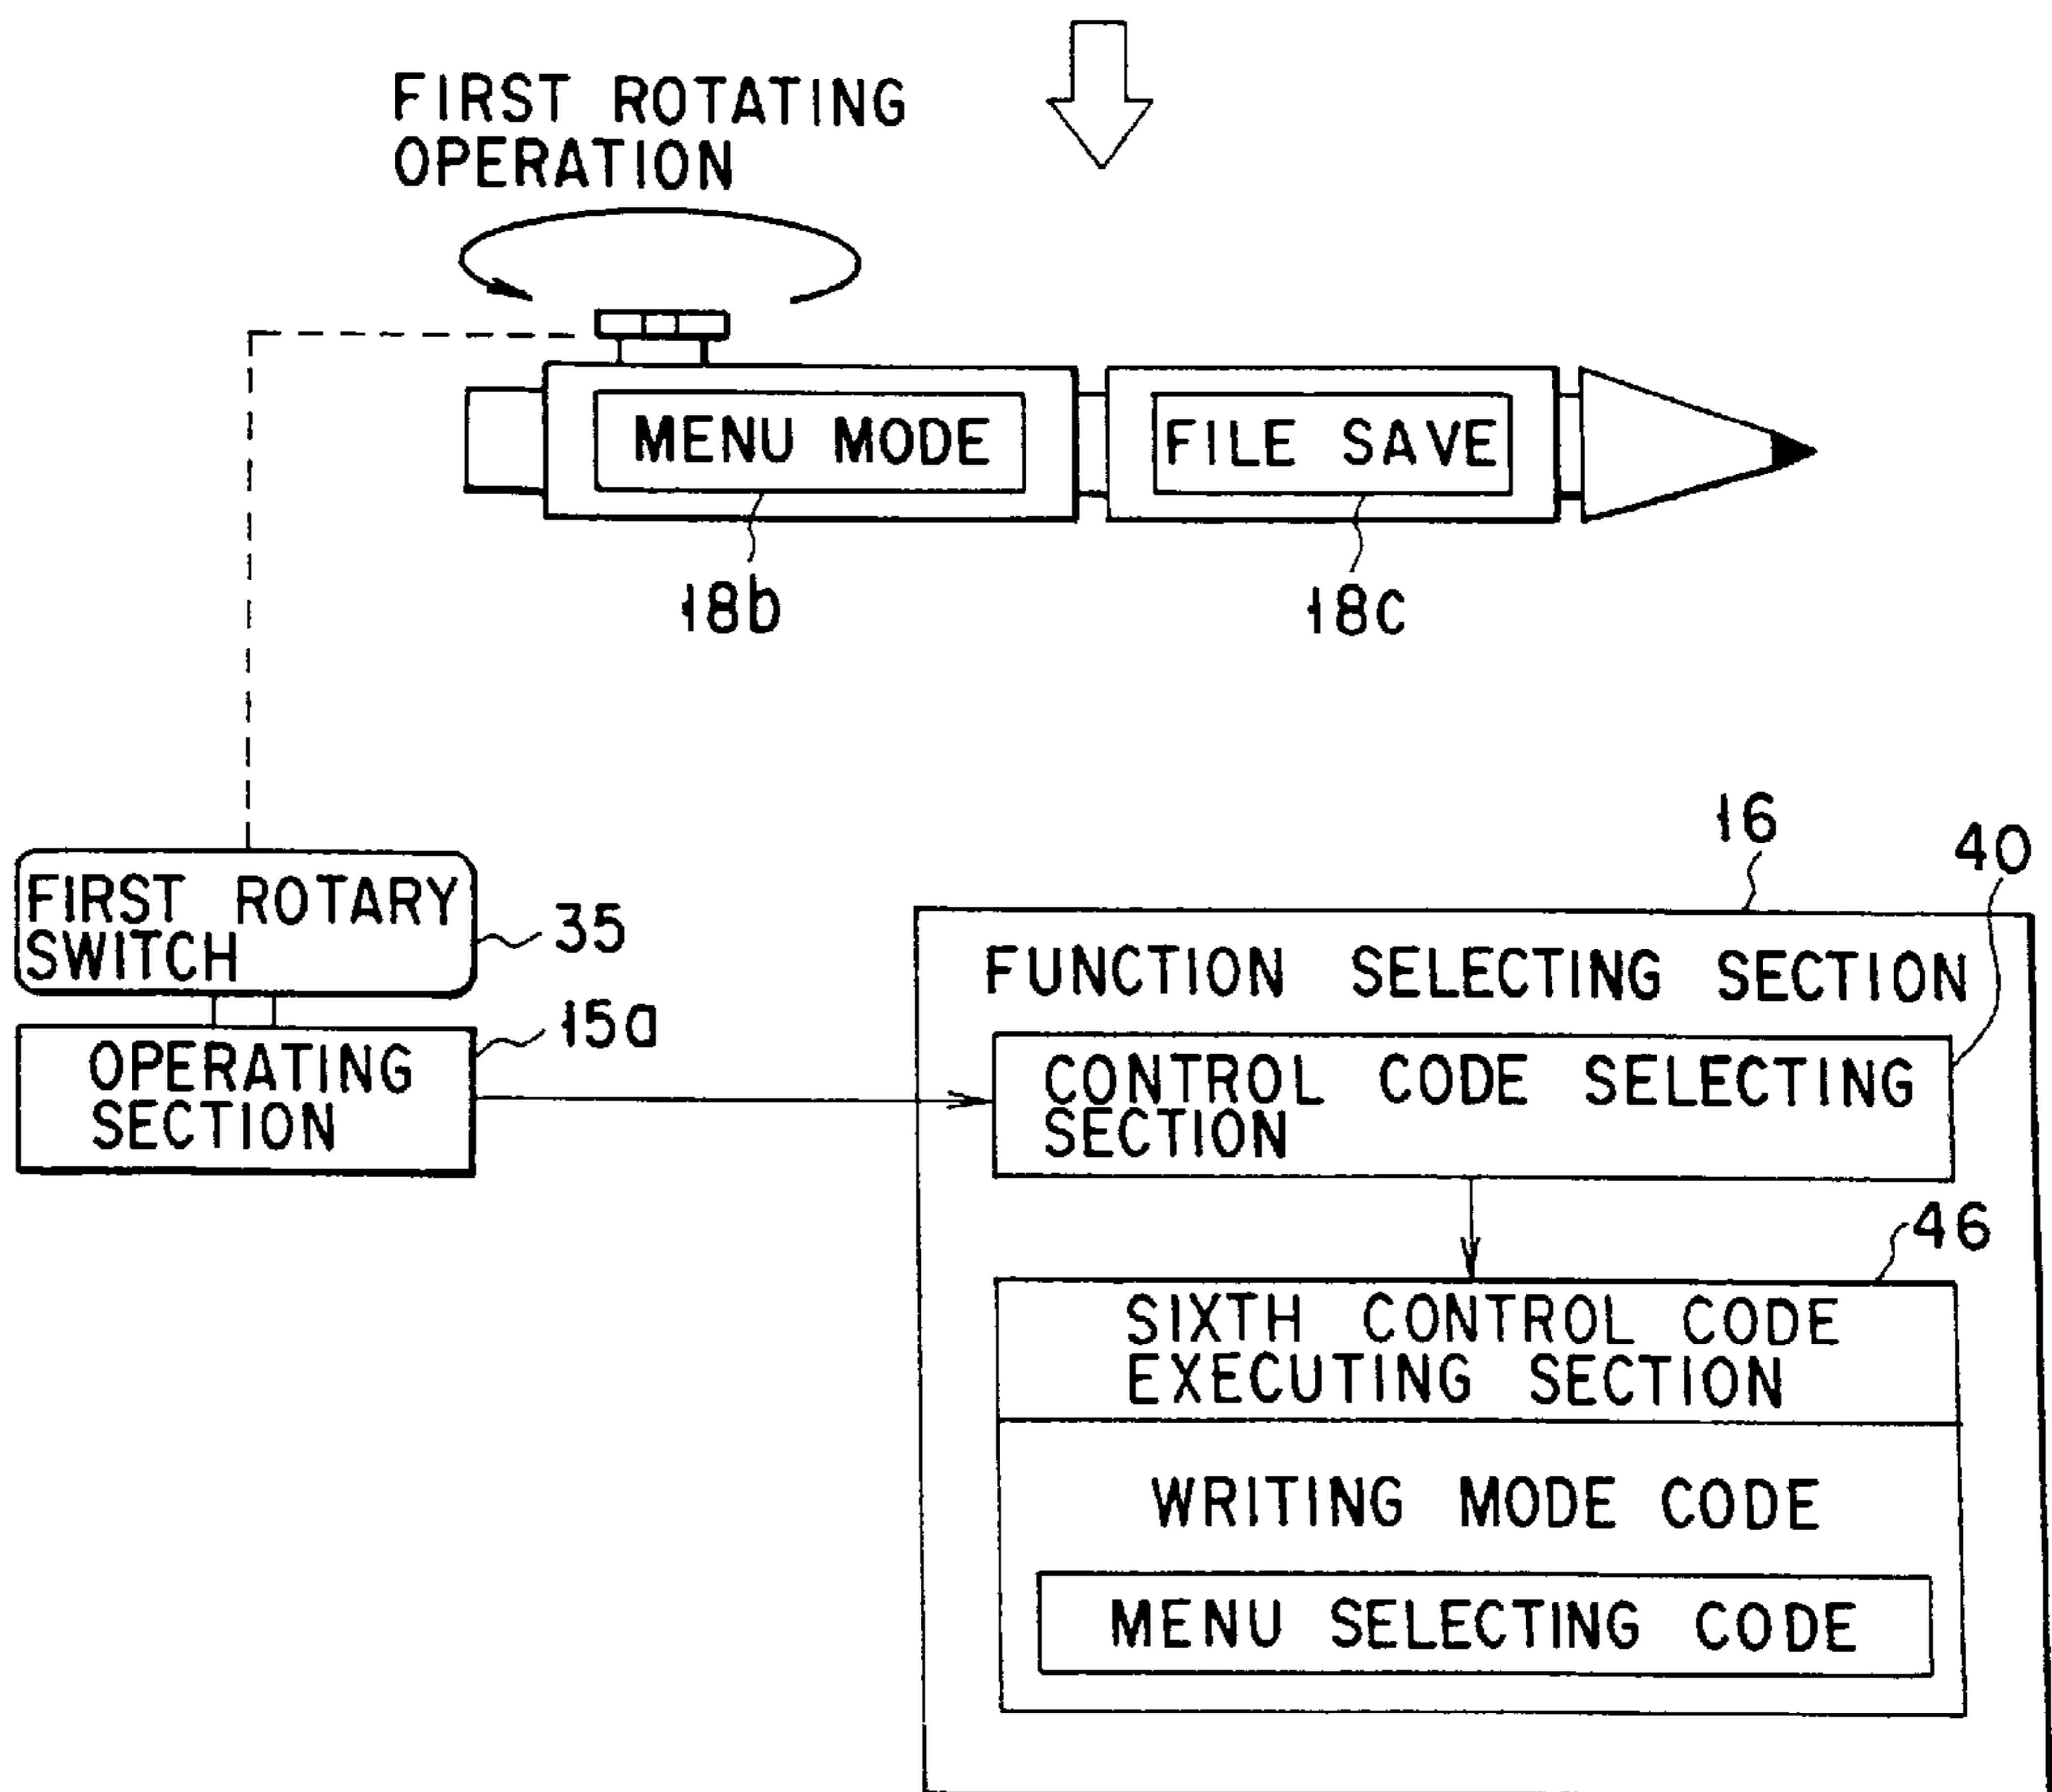 FIRST ROTATING
OPERATION
MENU MODE
FILE SAVE
18b
18c
FIRST ROTARY
SWITCH
35
OPERATING
SECTION
15a
16
40
FUNCTION SELECTING SECTION
CONTROL CODE SELECTING
SECTION
46
SIXTH CONTROL CODE
EXECUTING SECTION
WRITING MODE CODE
MENU SELECTING CODE